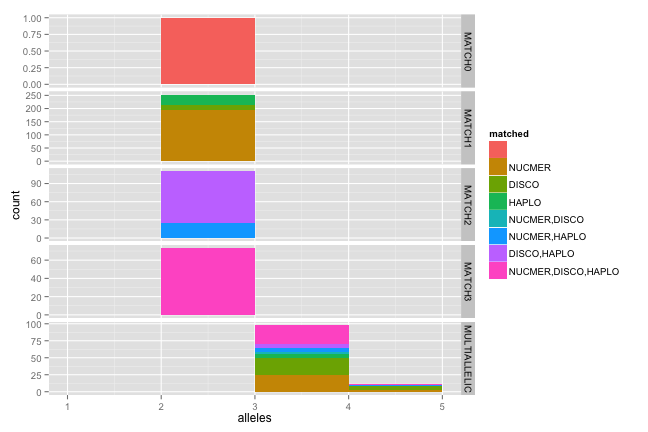 1.00
0.75
0.50
0.25
0.00
MATCH0
250
200
150
100
50
0
MATCH1
90
60
30
0
MATCH2
60
40
20
0
MATCH3
100
75
50
25
0
MULTIALLELIC
1 2 3 4 5
alleles
count
matched
NUCMER
DISCO
HAPLO
NUCMER,DISCO
NUCMER,HAPLO
DISCO,HAPLO
NUCMER,DISCO,HAPLO